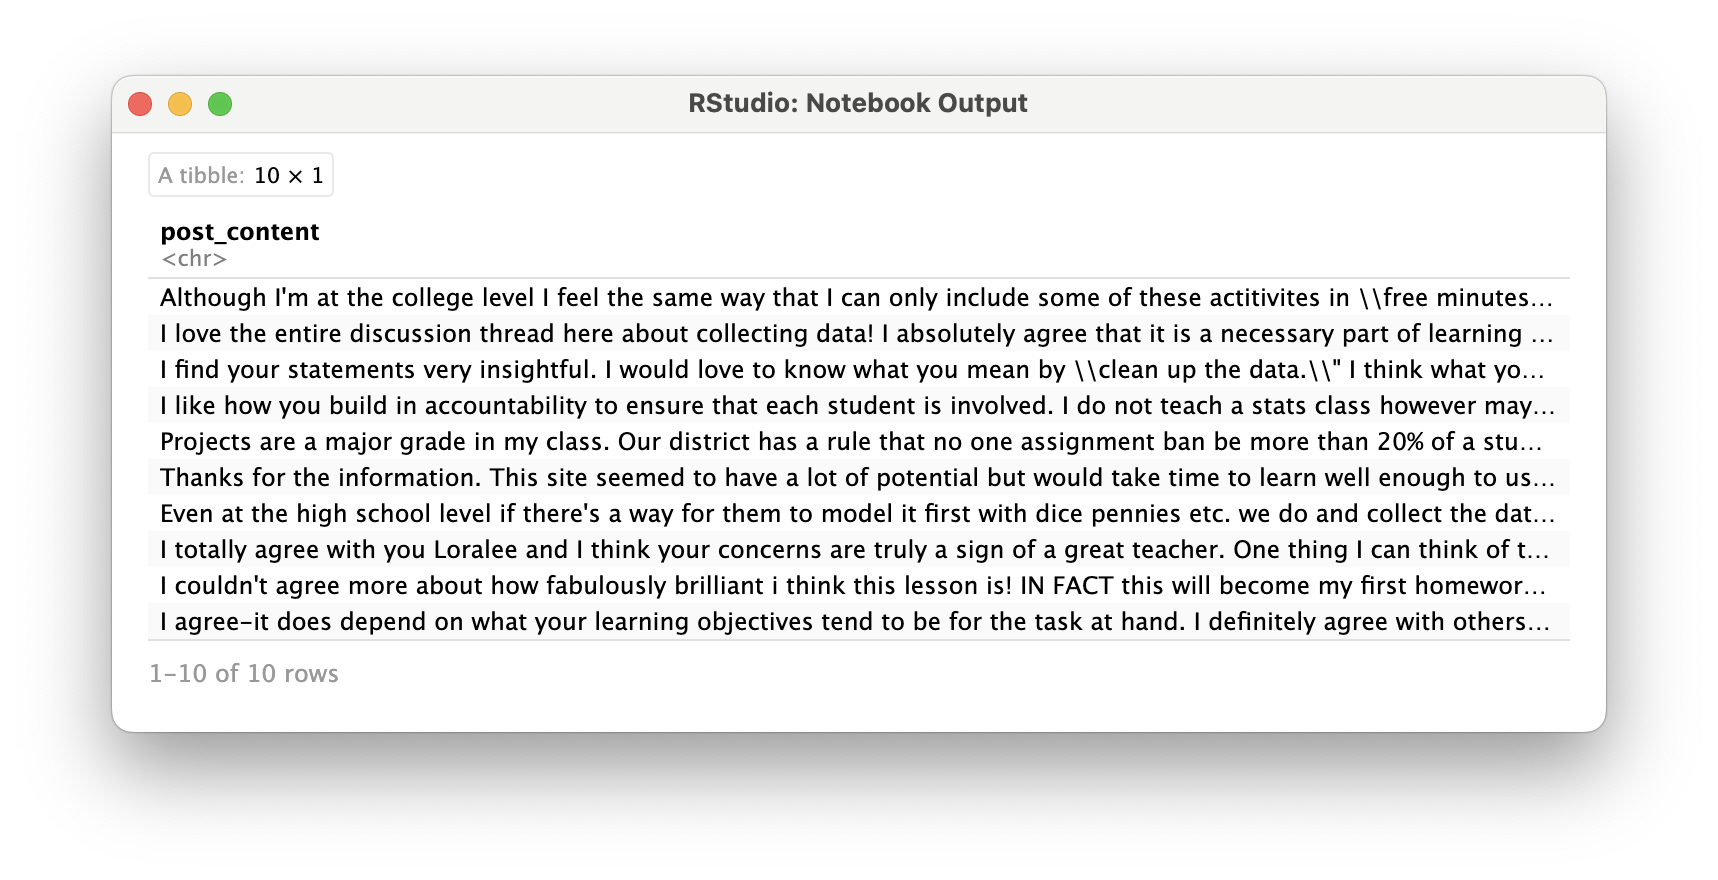 RStudio: Notebook Output
A tibble: 10 × 1
post_content
<chr>
Although I'm at the college level I feel the same way that I can only include some of these actitivites in \\free minutes...
I love the entire discussion thread here about collecting data! I absolutely agree that it is a necessary part of learning ...
I find your statements very insightful. I would love to know what you mean by \\clean up the data.\\" I think what yo...
I like how you build in accountability to ensure that each student is involved. I do not teach a stats class however may...
Projects are a major grade in my class. Our district has a rule that no one assignment ban be more than 20% of a stu...
Thanks for the information. This site seemed to have a lot of potential but would take time to learn well enough to us...
Even at the high school level if there's a way for them to model it first with dice pennies etc. we do and collect the dat...
I totally agree with you Loralee and I think your concerns are truly a sign of a great teacher. One thing I can think of t...
I couldn't agree more about how fabulously brilliant i think this lesson is! IN FACT this will become my first homewor...
I agree-it does depend on what your learning objectives tend to be for the task at hand. I definitely agree with others...
1-10 of 10 rows